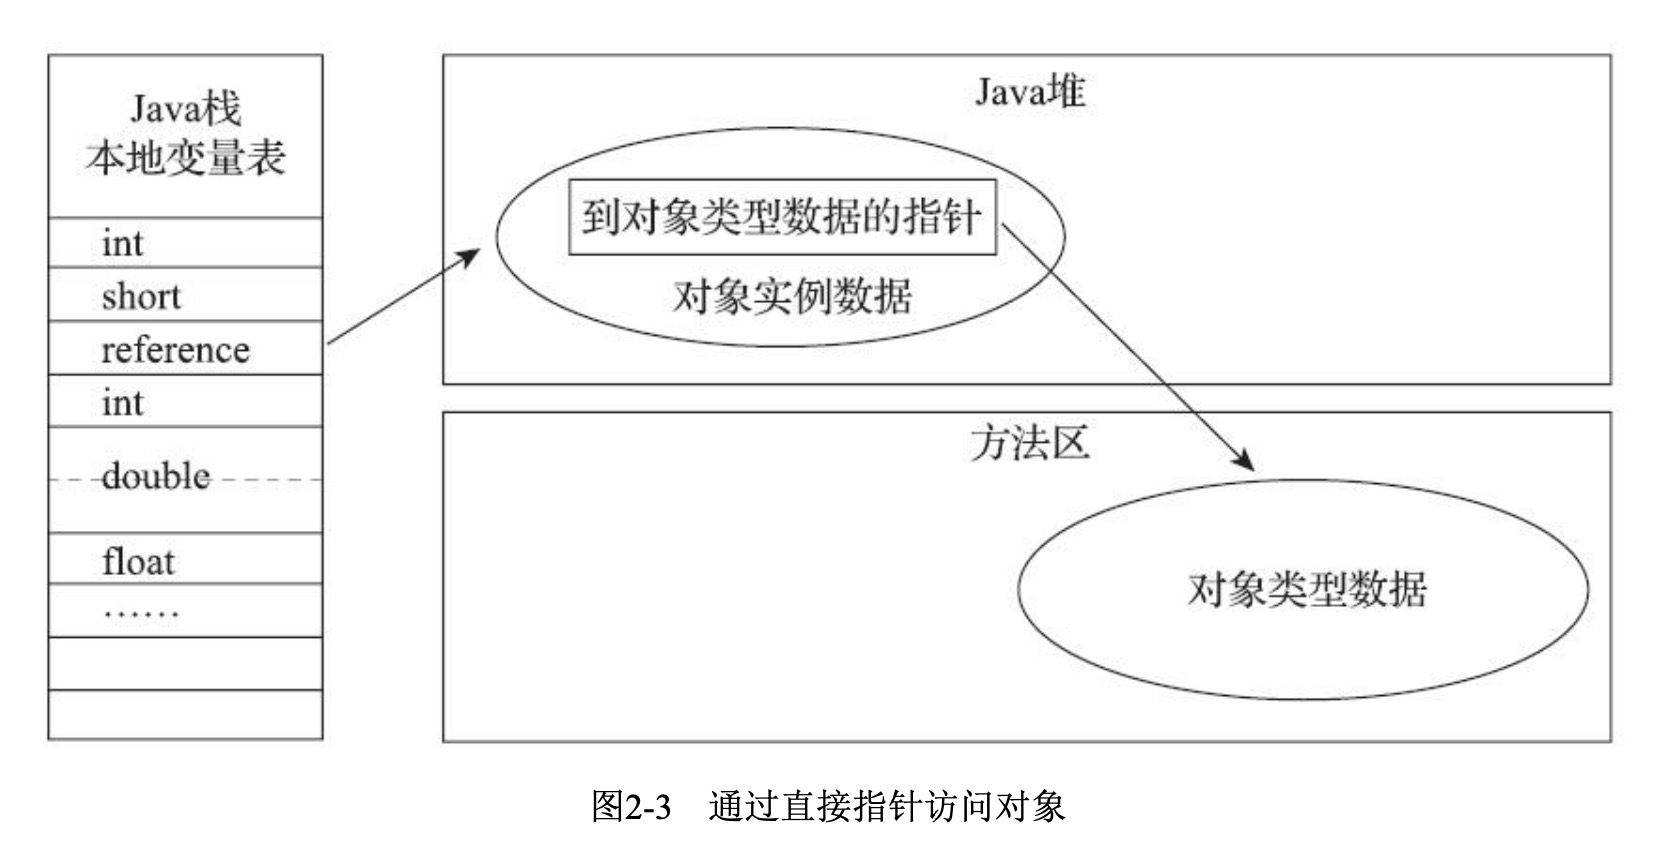 Java栈
本地变量表
int
short
reference
int
double
float
……
Java堆
到对象类型数据的指针
对象实例数据
方法区
对象类型数据
图2-3 通过直接指针访问对象